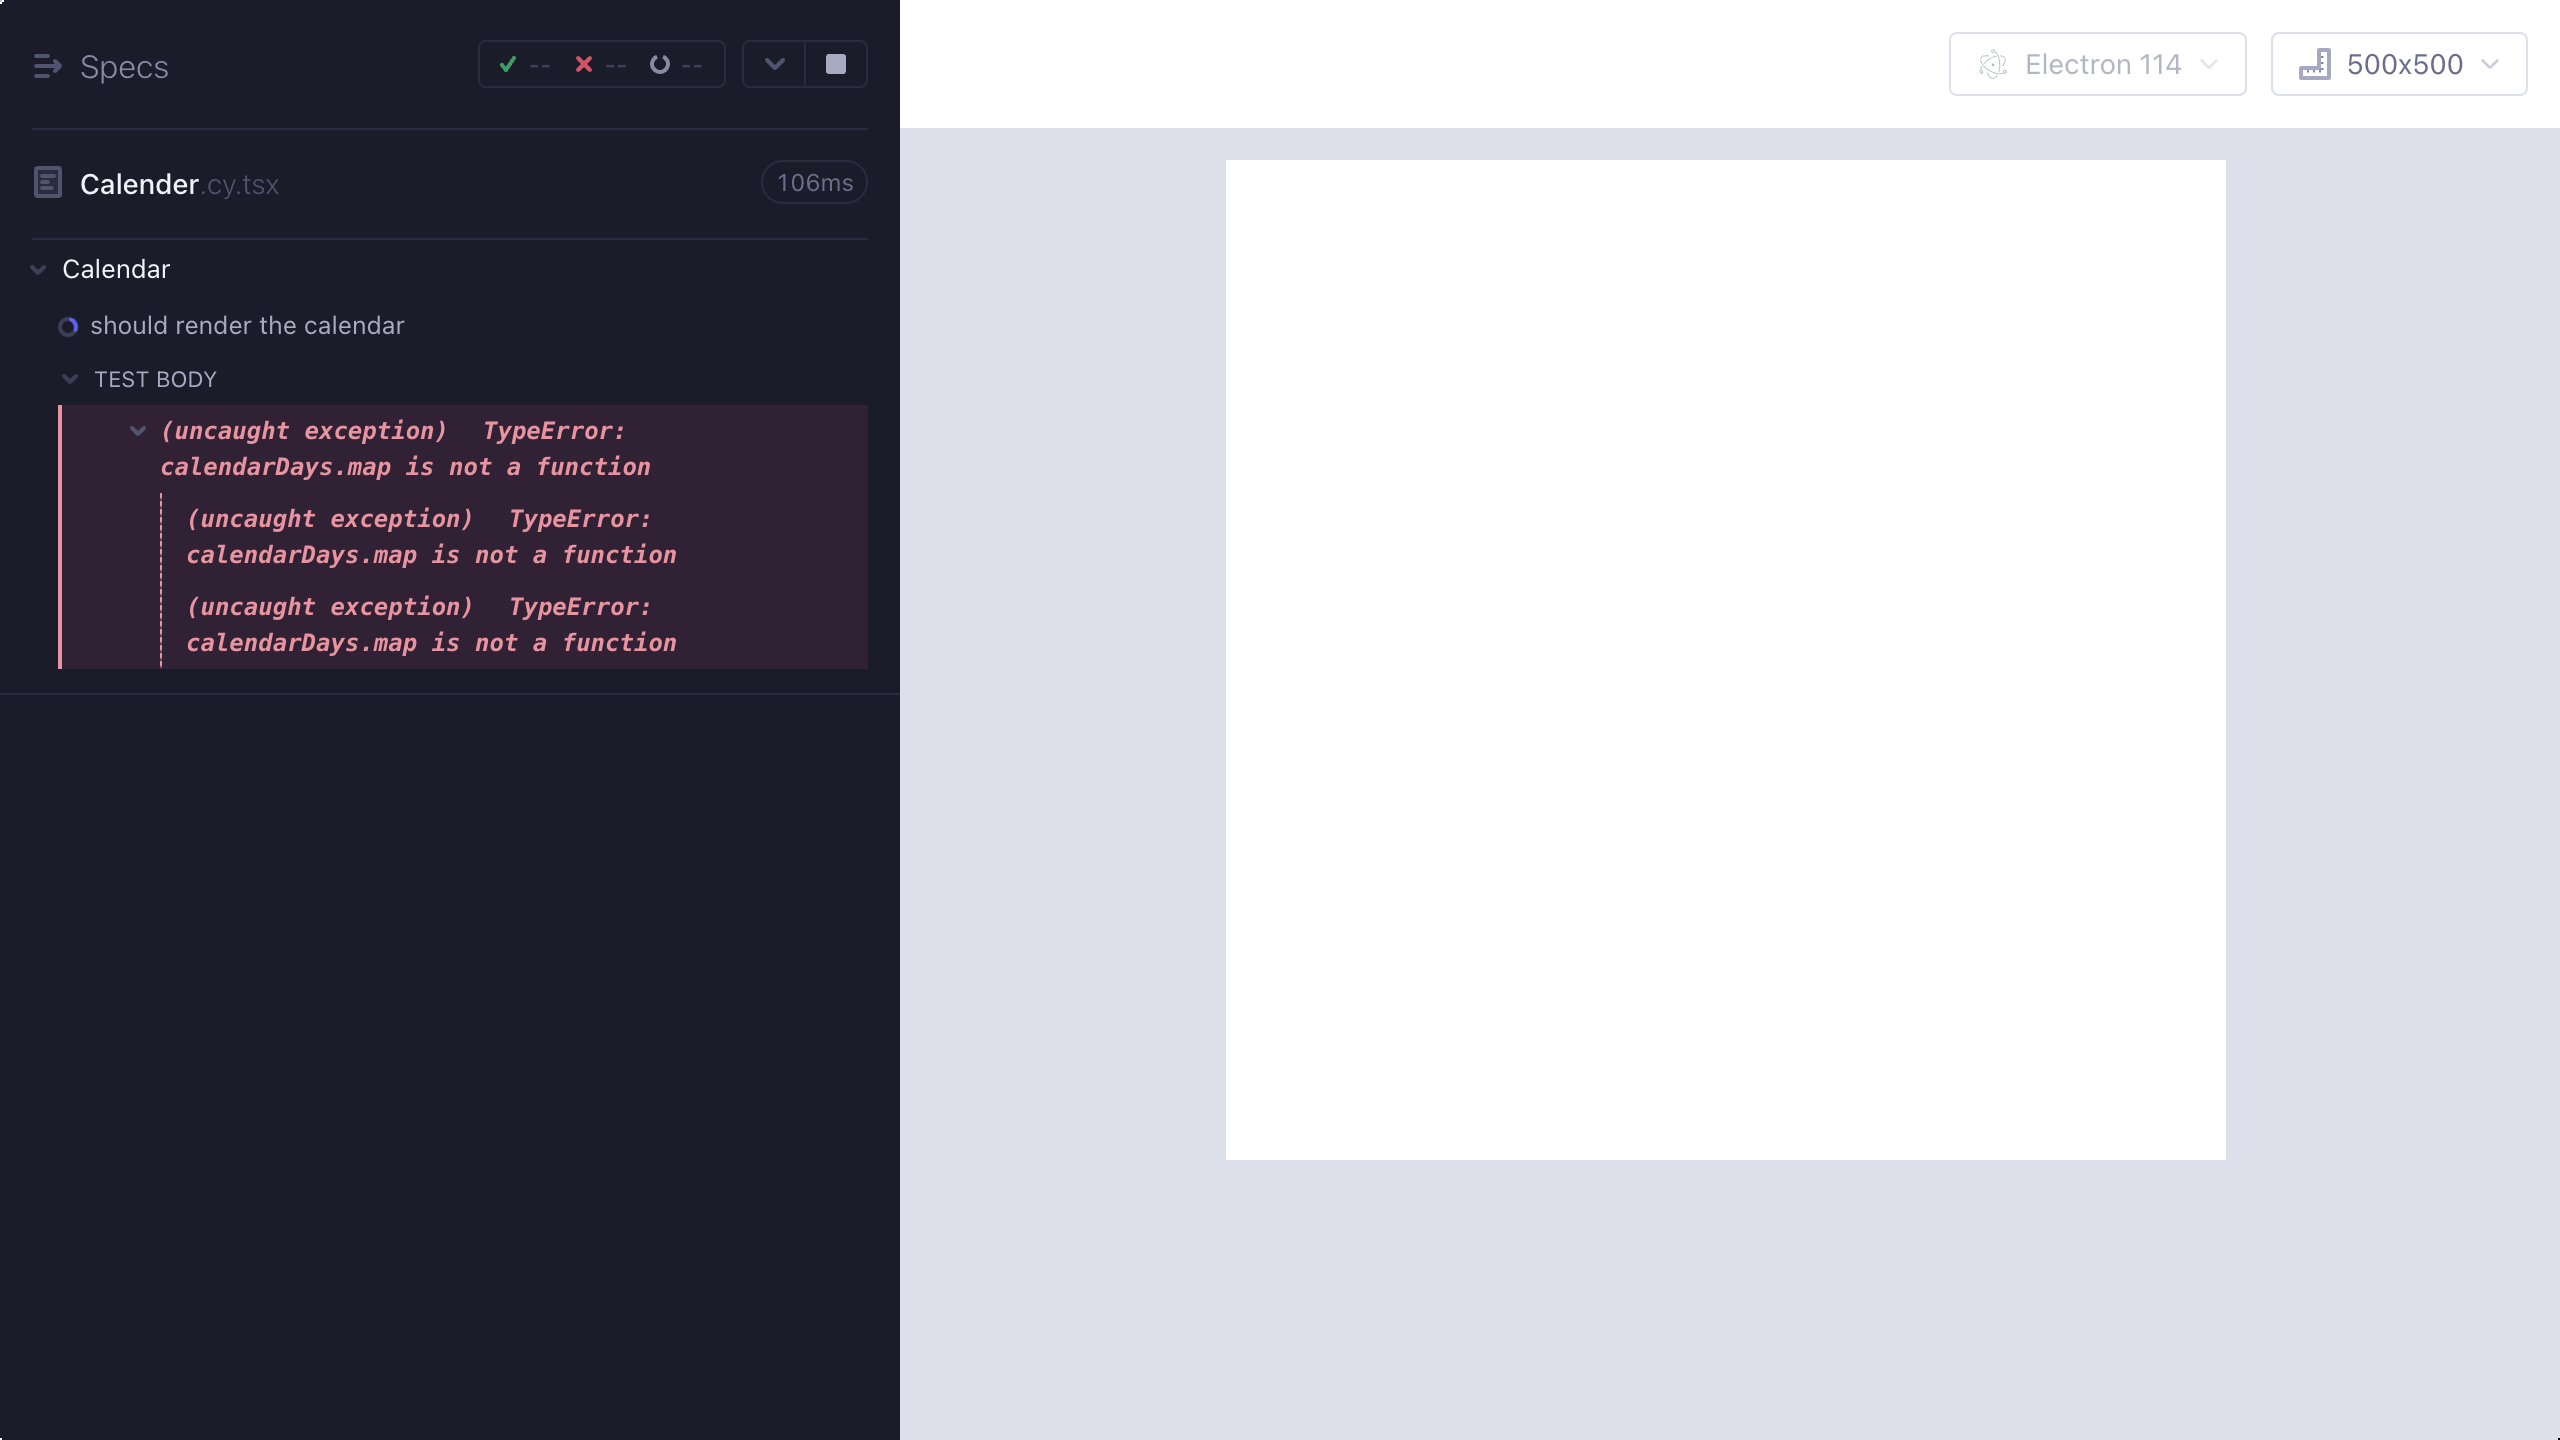 Specs
-- -- --
Electron 114
500x500
Calender.cy.tsx
106ms
Calendar
should render the calendar
TEST BODY
(uncaught exception) TypeError:
calendarDays.map is not a function
(uncaught exception) TypeError:
calendarDays.map is not a function
(uncaught exception) TypeError:
calendarDays.map is not a function